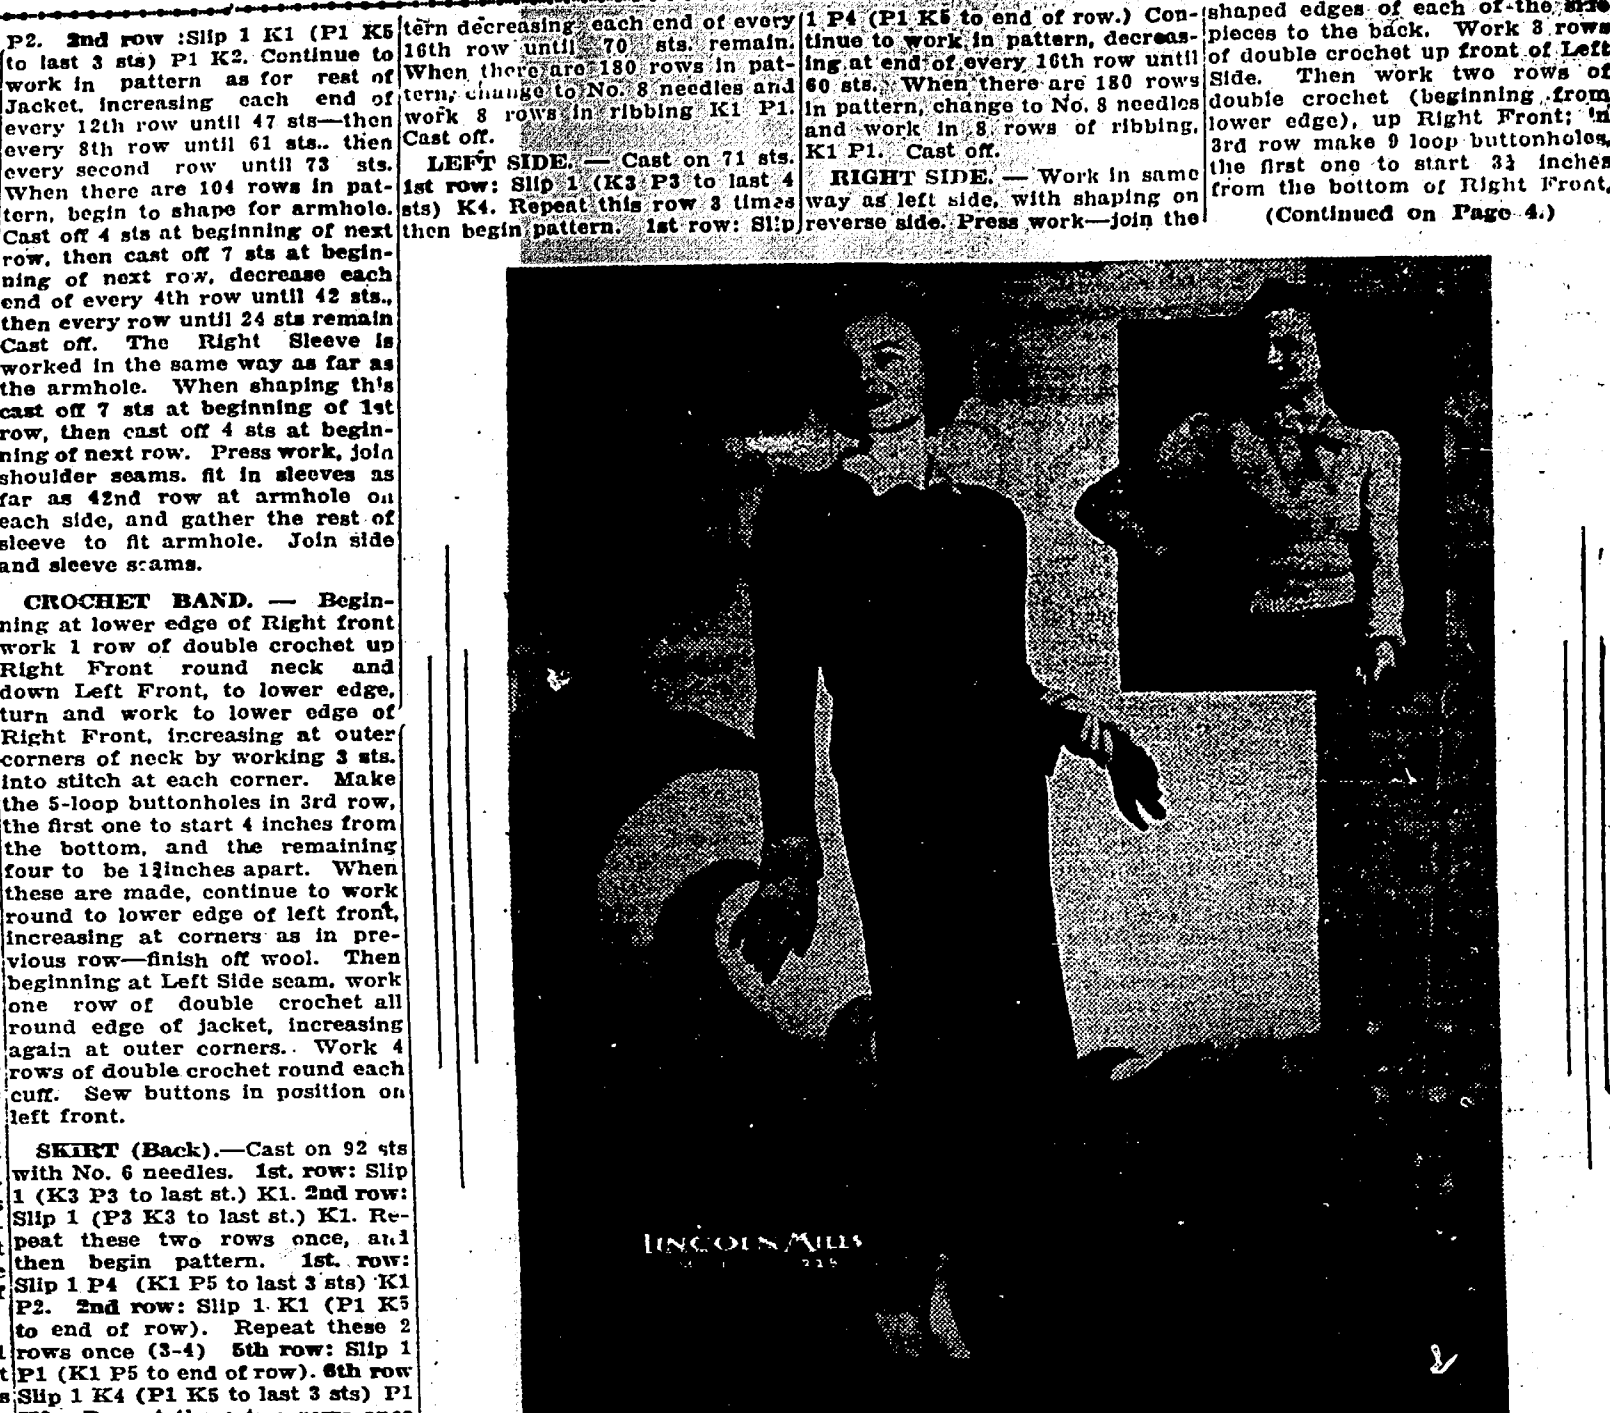 P2. 2nd row :Slip 1 K1 (P1 K5
to last 3 sts) P1 K2. Continue to
work in pattern as for rest of
Jacket, increasing each end of
every 12th row until 47 sts—then
every 8th row until 61 sts.. then
every second row until 73 sts.
When there are 104 rows in pat-
tern, begin to shape for armhole.
Cast off 4 sts at beginning of next
row, then cast off 7 sts at begin-
ning of next row, decrease each
end of every 4th row until 42 sts.,
then every row until 24 sts remain
Cast off. The Right Sleeve is
worked in the same way as far as
the armhole. When shaping this
cast off 7 sts at beginning of 1st
row, then cast off 4 sts at begin-
ning of next row. Press work, join
shoulder seams. fit in sleeves as
far as 42nd row at armhole on
each side, and gather the rest of
sleeve to fit armhole. Join side
and sleeve seams.
CROCHET BAND. — Begin-
ning at lower edge of Right front
work 1 row of double crochet up
Right Front round neck and
down Left Front, to lower edge,
turn and work to lower edge of
Right Front, increasing at outer
corners of neck by working 3 sts.
into stitch at each corner. Make
the 5-loop buttonholes in 3rd row,
the first one to start 4 inches from
the bottom, and the remaining
four to be inches apart. When
these are made, continue to work
round to lower edge of left front,
increasing at corners as in pre-
vious row—finish off wool. Then
beginning at Left Side seam, work
one row of double crochet all
round edge of jacket, increasing
again at outer corners.. Work 4
rows of double crochet round each
cuff. Sew buttons in position on
left front.
SKIRT (Back).—Cast on 92 sts
with No. 6 needles. 1st. row: Slip
1 (K3 P3 to last st.) K1. 2nd row:
Slip 1 (P3 K3 to last st.) K1. Re-
peat these two rows once, and
then begin pattern. 1st. row:
Slip 1 P4 (K1 P5 to last 3 sts) K1
P2. 2nd row: Slip 1 K1 (P1 K5
to end of row). Repeat these 2
rows once (3-4) 5th row: Slip 1
P1 (K1 P5 to end of row). 6th row
Slip 1 K4 (P1 K5 to last 3 sts) P1
tern decreasing each end of every
16th row until 70 sts. remain.
When there are 180 rows in pat-
tern, change to No. 8 needles and
work 8 rows in ribbing K1 P1.
Cast off.
LEFT SIDE. — Cast on 71 sts.
1st row: Slip 1 (K3 P3 to last 4
sts) K4. Repeat this row 3 times
then begin pattern. 1st row: Slip
1 P4 (P1 K5 to end of row.) Con-
tinue to work in pattern, decreas-
ing at end of every 16th row until
60 sts. When there are 180 rows
in pattern, change to No. 8 needles
and work in 8 rows of ribbing,
K1 P1. Cast off.
RIGHT SIDE. — Work in same
way as left side, with shaping on
reverse side. Press work—join the
shaped edges of each of the side
pieces to the back. Work 3 rows
of double crochet up front of Left
Side. Then work two rows of
double crochet (beginning from
lower edge), up Right Front; in
3rd row make 9 loop buttonholes,
the first one to start inches
from the bottom of Right Front,
(Continued on Page 4.)
LINCOLN MILLS